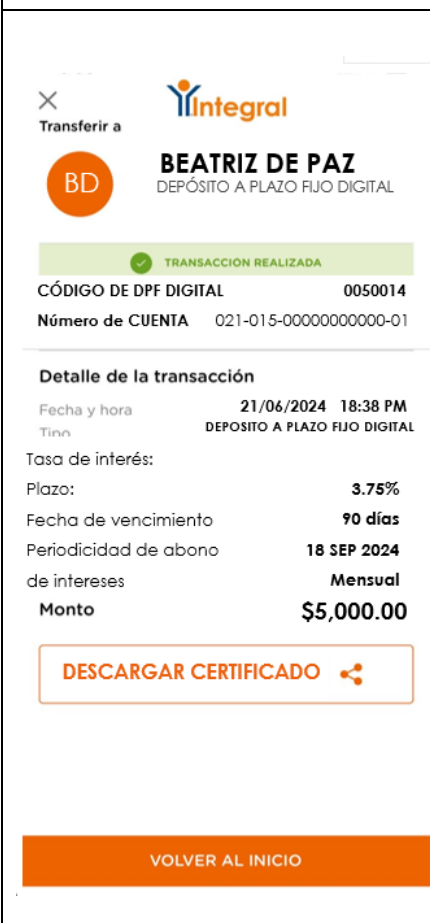 Integral
Transferir a
BD
BEATRIZ DE PAZ
DEPÓSITO A PLAZO FIJO DIGITAL
TRANSACCION REALIZADA
CÓDIGO DE DPF DIGITAL 0050014
Número de CUENTA 021-015-00000000000-01
Detalle de la transacción
Fecha y hora 21/06/2024 18:38 PM
Tipo DEPOSITO A PLAZO FIJO DIGITAL
Tasa de interés:
Plazo: 3.75%
Fecha de vencimiento 90 días
Periodicidad de abono 18 SEP 2024
de intereses Mensual
Monto $5,000.00
DESCARGAR CERTIFICADO
VOLVER AL INICIO